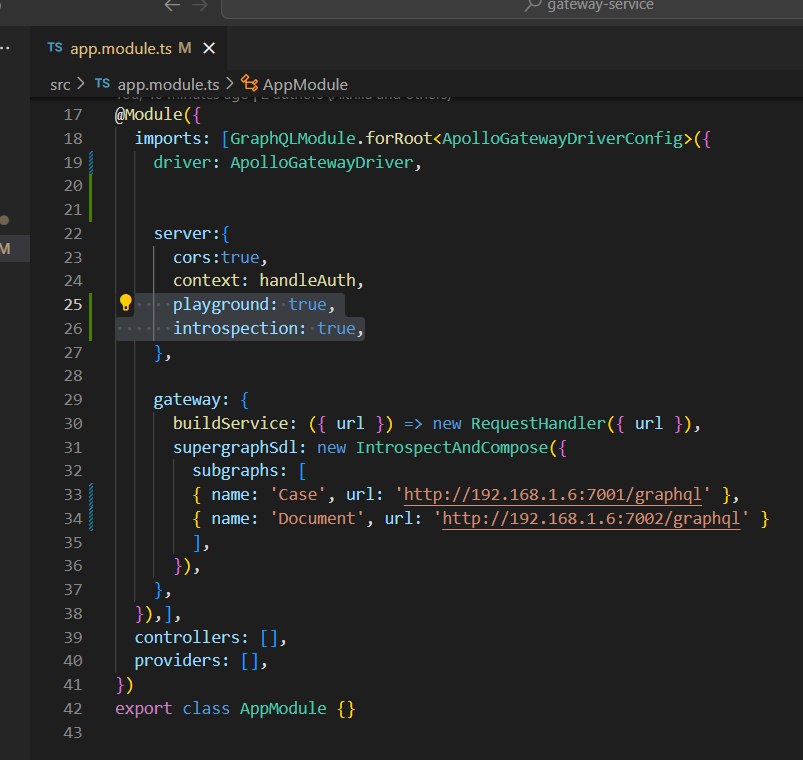 gateway-service
TS app.module.ts M
src > TS app.module.ts > AppModule
17 @Module({
18 imports: [GraphQLModule.forRoot<ApolloGatewayDriverConfig>({
19 driver: ApolloGatewayDriver,
20
21
22 server:{
23 cors:true,
24 context: handleAuth,
M
25 playground: true,
26 introspection: true,
27 },
28
29 gateway: {
30 buildService: ({ url }) => new RequestHandler({ url }),
31 supergraphSdl: new IntrospectAndCompose({
32 subgraphs: [
33 { name: 'Case', url: 'http://192.168.1.6:7001/graphql' },
34 { name: 'Document', url: 'http://192.168.1.6:7002/graphql' }
35 ],
36 }),
37 },
38 }),],
39 controllers: [],
40 providers: [],
41 })
42 export class AppModule {}
43